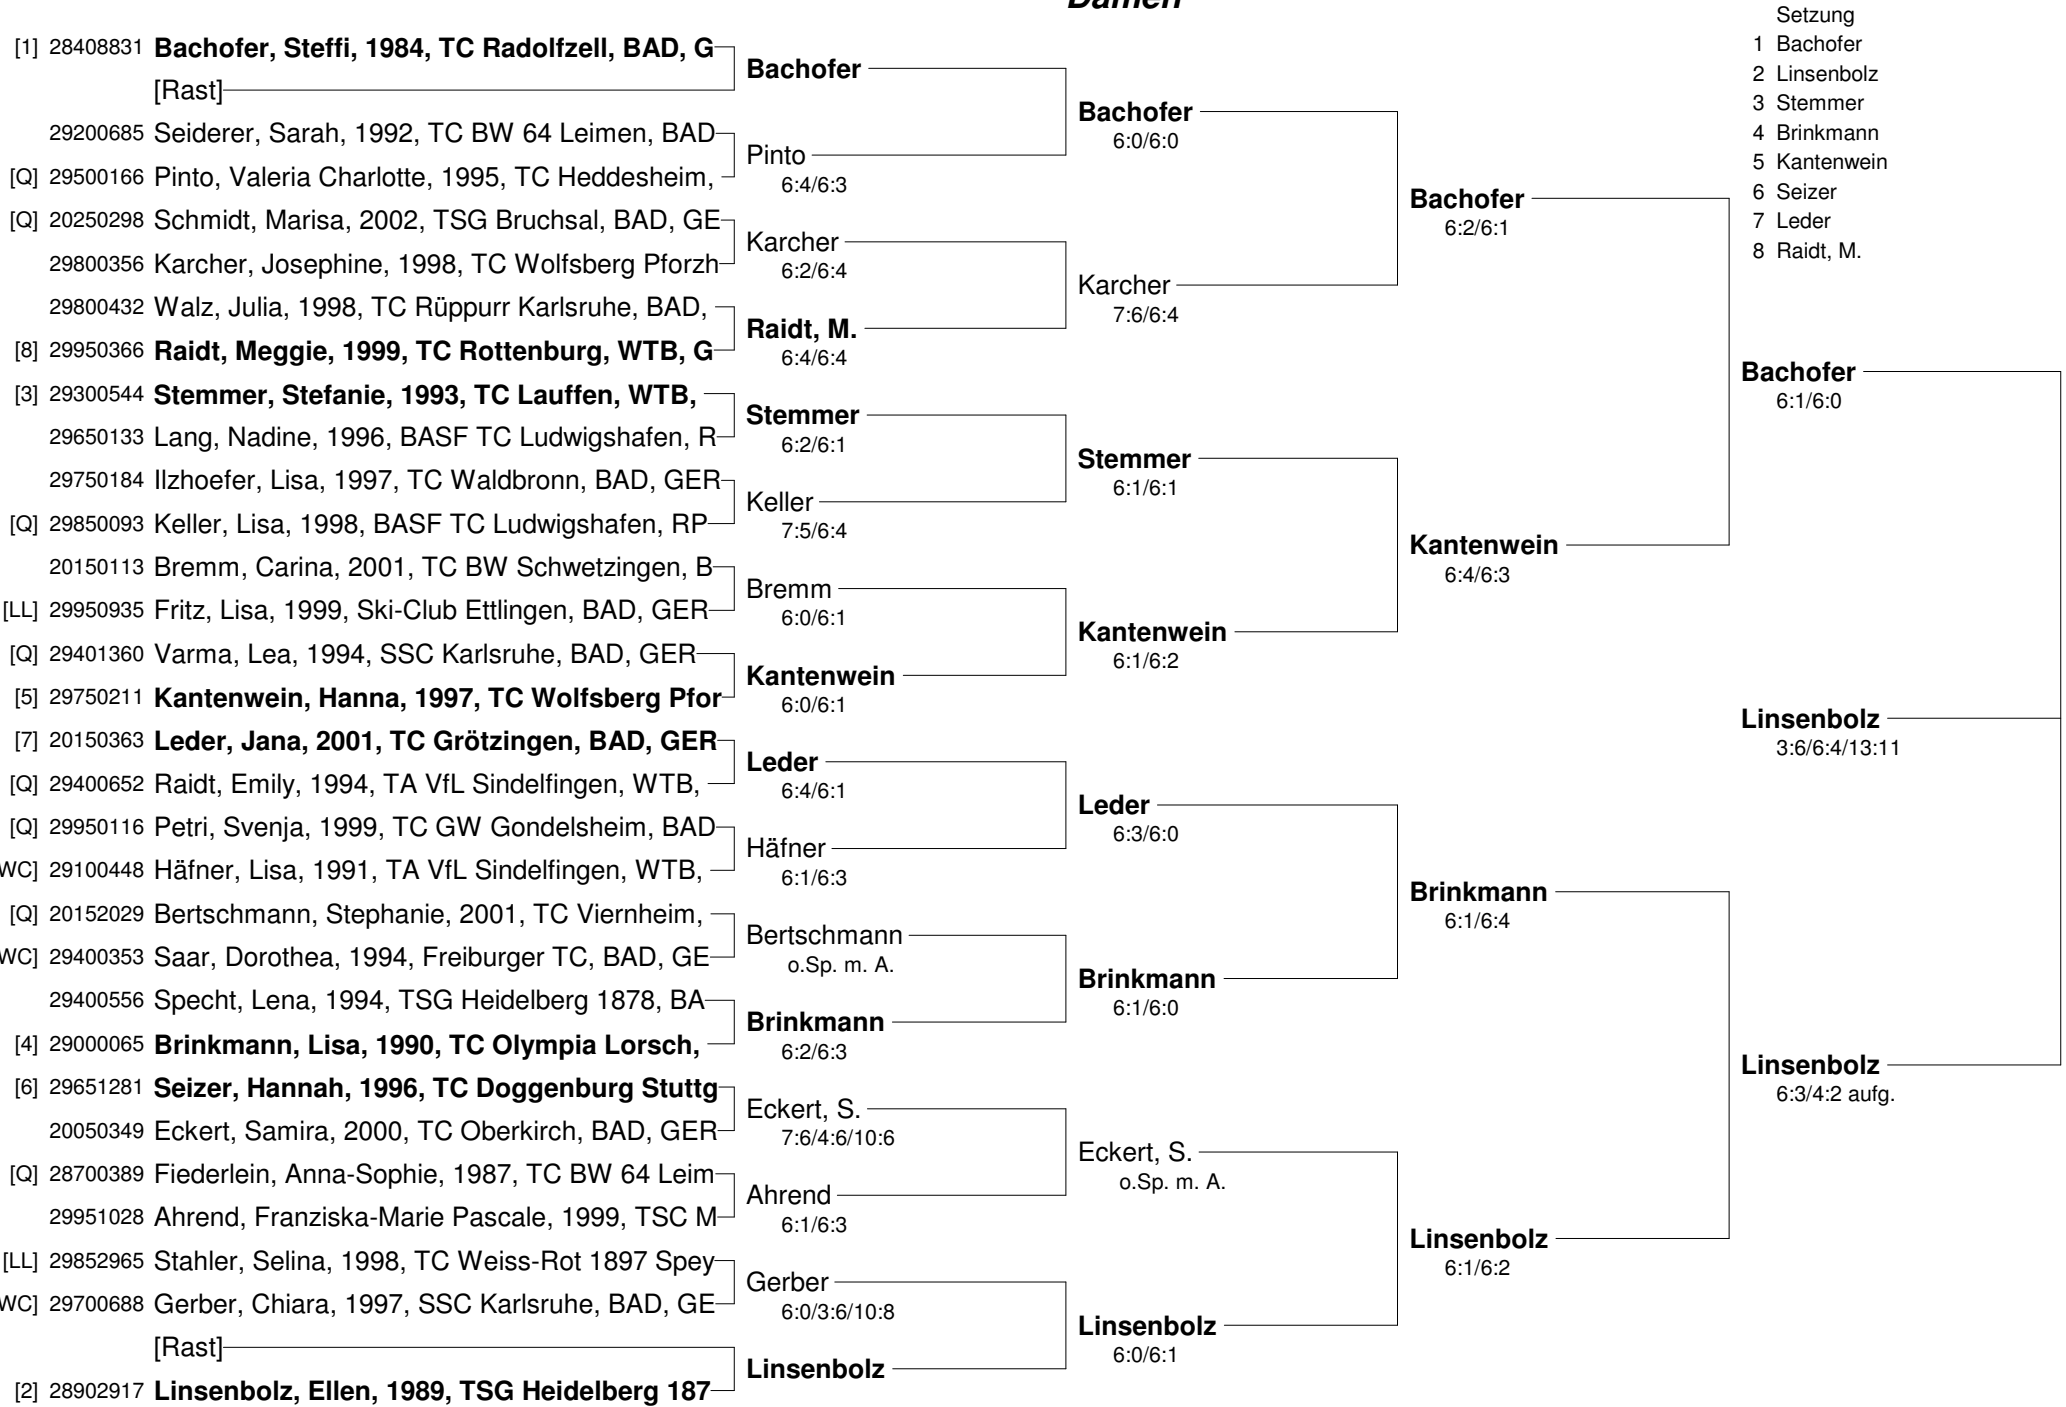 Damen
Setzung
1 Bachofer
2 Linsenbolz
3 Stemmer
4 Brinkmann
5 Kantenwein
6 Seizer
7 Leder
8 Raidt, M.
[1] 28408831 Bachofer, Steffi, 1984, TC Radolfzell, BAD, G
[Rast]
29200685 Seiderer, Sarah, 1992, TC BW 64 Leimen, BAD
[Q] 29500166 Pinto, Valeria Charlotte, 1995, TC Heddesheim,
[Q] 20250298 Schmidt, Marisa, 2002, TSG Bruchsal, BAD, GE
29800356 Karcher, Josephine, 1998, TC Wolfsberg Pforzh
29800432 Walz, Julia, 1998, TC Rüppurr Karlsruhe, BAD,
[8] 29950366 Raidt, Meggie, 1999, TC Rottenburg, WTB, G
[3] 29300544 Stemmer, Stefanie, 1993, TC Lauffen, WTB,
29650133 Lang, Nadine, 1996, BASF TC Ludwigshafen, R
29750184 Ilzhoefer, Lisa, 1997, TC Waldbronn, BAD, GER
[Q] 29850093 Keller, Lisa, 1998, BASF TC Ludwigshafen, RP
20150113 Bremm, Carina, 2001, TC BW Schwetzingen, B
[LL] 29950935 Fritz, Lisa, 1999, Ski-Club Ettlingen, BAD, GER
[Q] 29401360 Varma, Lea, 1994, SSC Karlsruhe, BAD, GER
[5] 29750211 Kantenwein, Hanna, 1997, TC Wolfsberg Pfor
[7] 20150363 Leder, Jana, 2001, TC Grötzingen, BAD, GER
[Q] 29400652 Raidt, Emily, 1994, TA VfL Sindelfingen, WTB,
[Q] 29950116 Petri, Svenja, 1999, TC GW Gondelsheim, BAD
WC] 29100448 Häfner, Lisa, 1991, TA VfL Sindelfingen, WTB,
[Q] 20152029 Bertschmann, Stephanie, 2001, TC Viernheim,
WC] 29400353 Saar, Dorothea, 1994, Freiburger TC, BAD, GE
29400556 Specht, Lena, 1994, TSG Heidelberg 1878, BA
[4] 29000065 Brinkmann, Lisa, 1990, TC Olympia Lorsch,
[6] 29651281 Seizer, Hannah, 1996, TC Doggenburg Stuttg
20050349 Eckert, Samira, 2000, TC Oberkirch, BAD, GER
[Q] 28700389 Fiederlein, Anna-Sophie, 1987, TC BW 64 Leim
29951028 Ahrend, Franziska-Marie Pascale, 1999, TSC M
[LL] 29852965 Stahler, Selina, 1998, TC Weiss-Rot 1897 Spey
WC] 29700688 Gerber, Chiara, 1997, SSC Karlsruhe, BAD, GE
[Rast]
[2] 28902917 Linsenbolz, Ellen, 1989, TSG Heidelberg 187
Bachofer
Pinto
6:4/6:3
Karcher
6:2/6:4
Raidt, M.
6:4/6:4
Stemmer
6:2/6:1
Keller
7:5/6:4
Bremm
6:0/6:1
Kantenwein
6:0/6:1
Leder
6:4/6:1
Häfner
6:1/6:3
Bertschmann
o.Sp. m. A.
Brinkmann
6:2/6:3
Eckert, S.
7:6/4:6/10:6
Ahrend
6:1/6:3
Gerber
6:0/3:6/10:8
Linsenbolz
Bachofer
6:0/6:0
Karcher
7:6/6:4
Stemmer
6:1/6:1
Kantenwein
6:1/6:2
Leder
6:3/6:0
Brinkmann
6:1/6:0
Eckert, S.
o.Sp. m. A.
Linsenbolz
6:0/6:1
Bachofer
6:2/6:1
Kantenwein
6:4/6:3
Brinkmann
6:1/6:4
Linsenbolz
6:1/6:2
Bachofer
6:1/6:0
Linsenbolz
6:3/4:2 aufg.
Linsenbolz
3:6/6:4/13:11